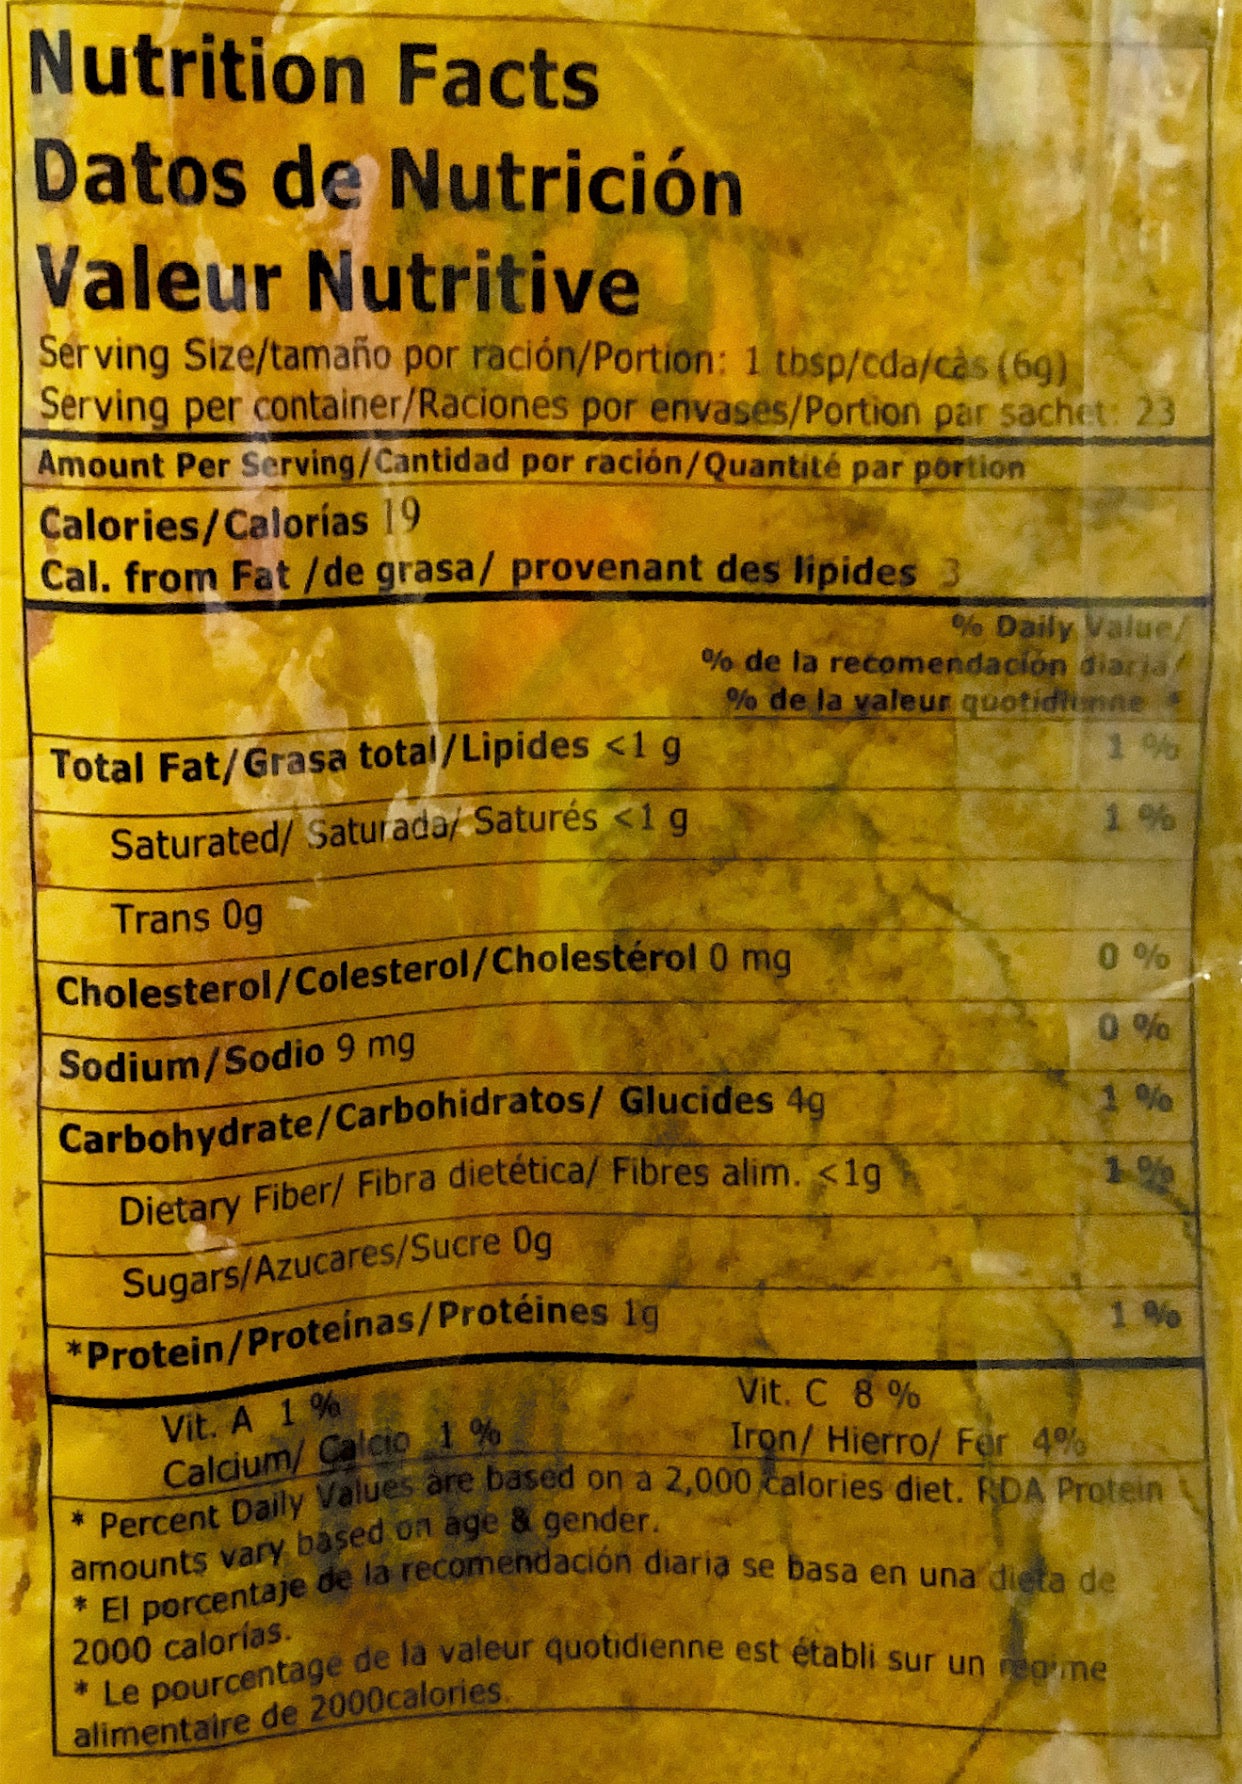 Nutrition Facts
Datos de Nutrición
Valeur Nutritive
Serving Size/tamaño por ración/Portion: 1 tbsp/cda/càs (6g)
Serving per container/Raciones por envases/Portion par sachet: 23
Amount Per Serving/Cantidad por ración/Quantité par portion
Calories/Calorías 19
Cal. from Fat /de grasa/ provenant des lipides 3
% Daily Value/
% de la recomendación diaria/
% de la valeur quotidienne *
Total Fat/Grasa total/Lipides <1 g 1 %
Saturated/ Saturada/ Saturés <1 g 1 %
Trans 0g
Cholesterol/Colesterol/Cholestérol 0 mg 0 %
Sodium/Sodio 9 mg 0 %
Carbohydrate/Carbohidratos/ Glucides 4g 1 %
Dietary Fiber/ Fibra dietética/ Fibres alim. <1g 1 %
Sugars/Azucares/Sucre 0g
*Protein/Proteínas/Protéines 1g 1 %
Vit. A 1 % Vit. C 8 %
Calcium/ Calcio 1 % Iron/ Hierro/ Fer 4%
* Percent Daily Values are based on a 2,000 calories diet. RDA Protein
amounts vary based on age & gender.
* El porcentaje de la recomendación diaria se basa en una dieta de
2000 calorías.
* Le pourcentage de la valeur quotidienne est établi sur un regime
alimentaire de 2000calories.